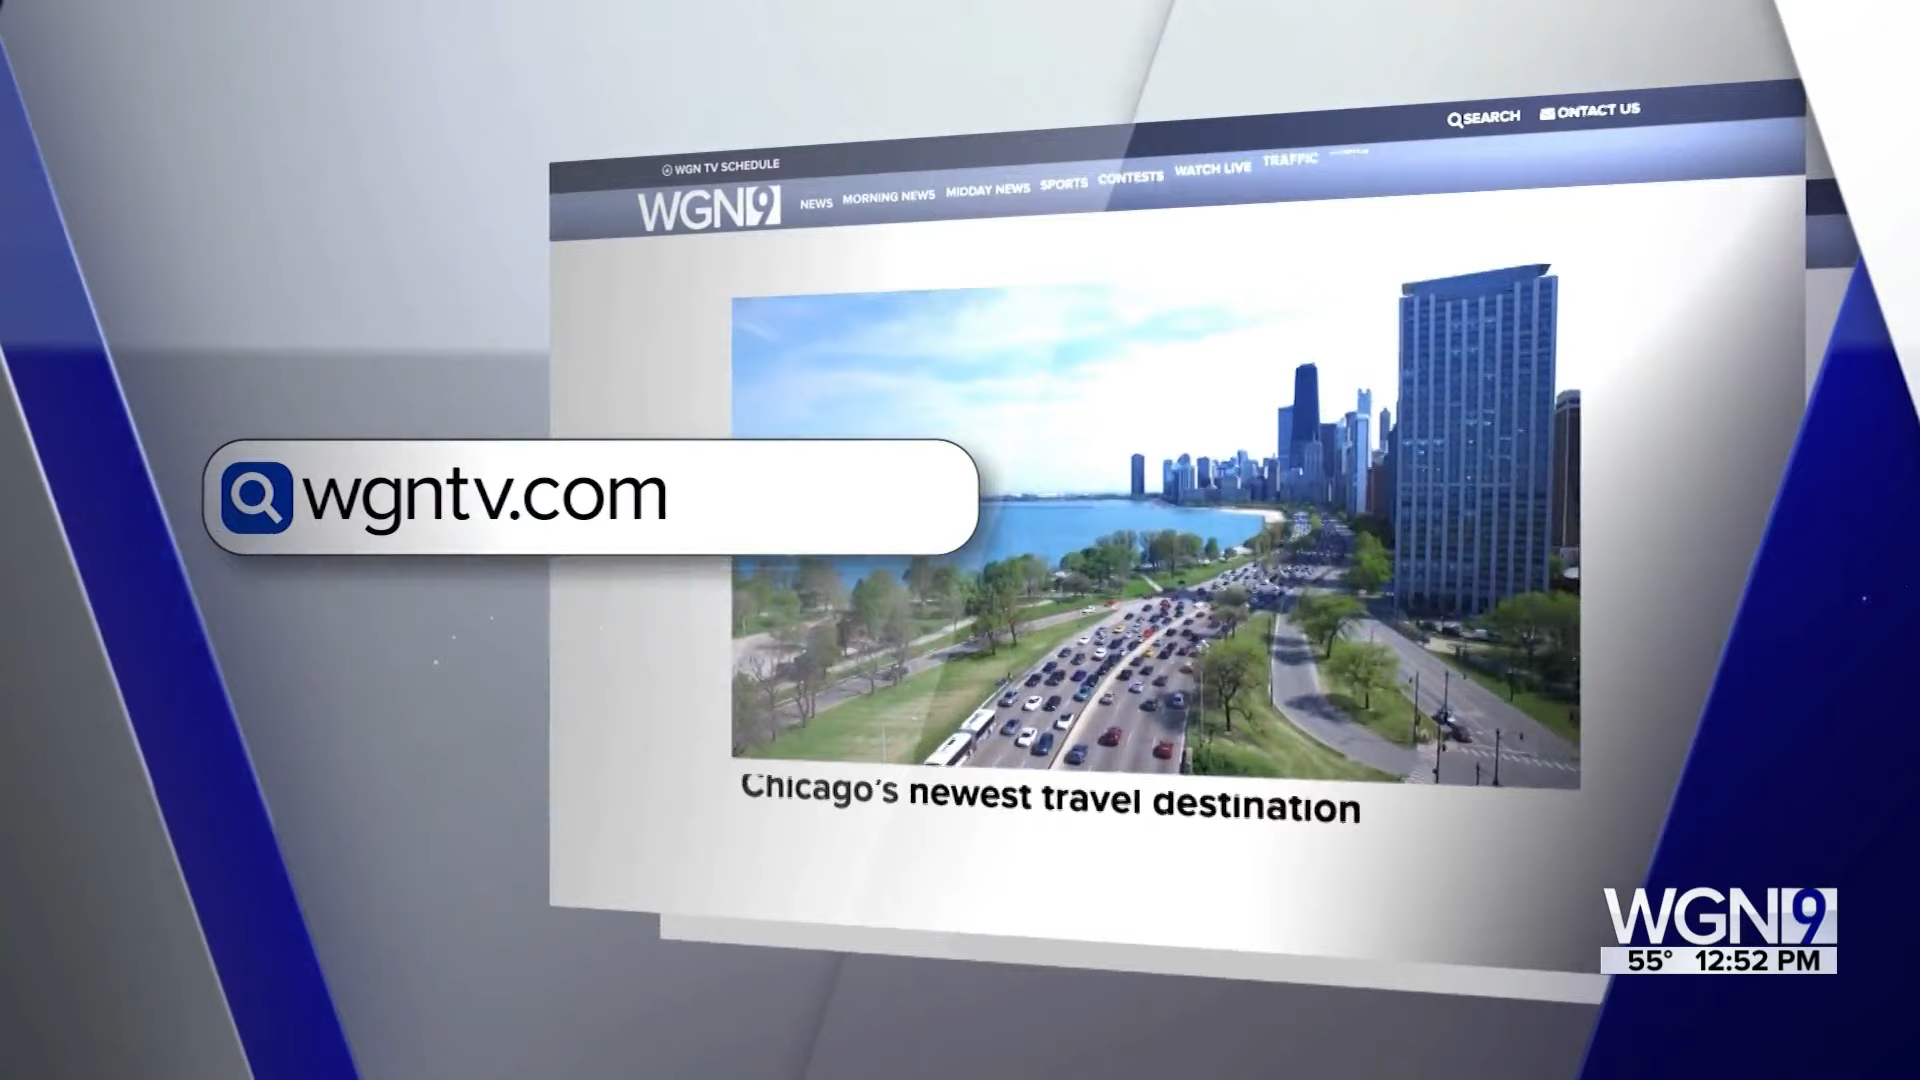 SEARCH
ONTACT US
WGN TV SCHEDULE
WGN9
NEWS MORNING NEWS MIDDAY NEWS SPORTS CONTESTS WATCH LIVE TRAFFIC
wgntv.com
Chicago's newest travel destination
WGN9
55° 12:52 PM